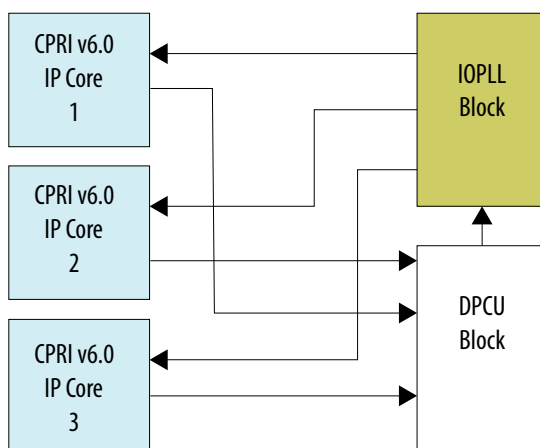 CPRI v6.0
IP Core
1
IOPLL
Block
CPRI v6.0
IP Core
2
DPCU
Block
CPRI v6.0
IP Core
3